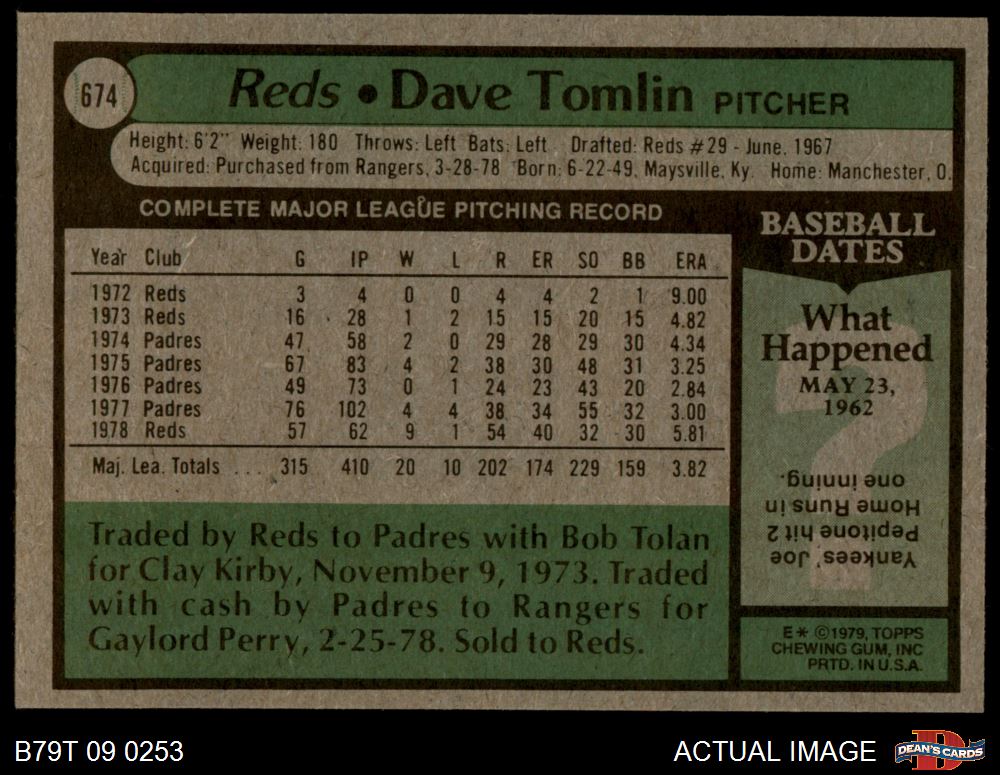 674
Reds • Dave Tomlin PITCHER
Height: 6'2" Weight: 180 Throws: Left Bats: Left Drafted: Reds #29 - June, 1967
Acquired: Purchased from Rangers, 3-28-78 Born: 6-22-49, Maysville, Ky. Home: Manchester, O.
COMPLETE MAJOR LEAGUE PITCHING RECORD
Year Club G IP W L R ER SO BB ERA
1972 Reds 3 4 0 0 4 4 2 1 9.00
1973 Reds 16 28 1 2 15 15 20 15 4.82
1974 Padres 47 58 2 0 29 28 29 30 4.34
1975 Padres 67 83 4 2 38 30 48 31 3.25
1976 Padres 49 73 0 1 24 23 43 20 2.84
1977 Padres 76 102 4 4 38 34 55 32 3.00
1978 Reds 57 62 9 1 54 40 32 30 5.81
Maj. Lea. Totals ... 315 410 20 10 202 174 229 159 3.82
Traded by Reds to Padres with Bob Tolan
for Clay Kirby, November 9, 1973. Traded
with cash by Padres to Rangers for
Gaylord Perry, 2-25-78. Sold to Reds.
BASEBALL
DATES
What
Happened
MAY 23,
1962
?
Yankees' Joe
Pepitone hit 2
Home Runs in
one inning.
E* ©1979, TOPPS
CHEWING GUM, INC
PRTD. IN U.S.A.
B79T 09 0253
ACTUAL IMAGE
D
DEAN'S CARDS